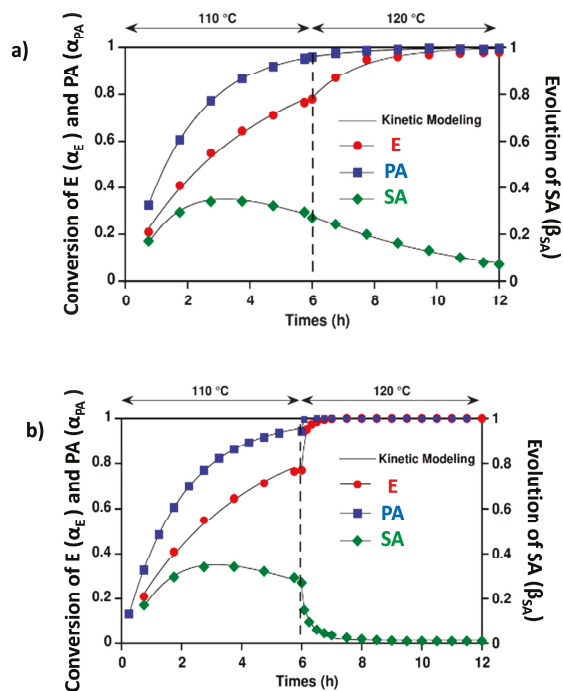 110 °C 120 °C
a)
Conversion of E (αE) and PA (αPA)
1
0.8
0.6
0.4
0.2
0
0 2 4 6 8 10 12
Times (h)
Kinetic Modeling
E
PA
SA
1
0.8
0.6
0.4
0.2
0
Evolution of SA (βSA)
110 °C 120 °C
b)
Conversion of E (αE) and PA (αPA)
1
0.8
0.6
0.4
0.2
0
0 2 4 6 8 10 12
Times (h)
Kinetic Modeling
E
PA
SA
1
0.8
0.6
0.4
0.2
0
Evolution of SA (βSA)